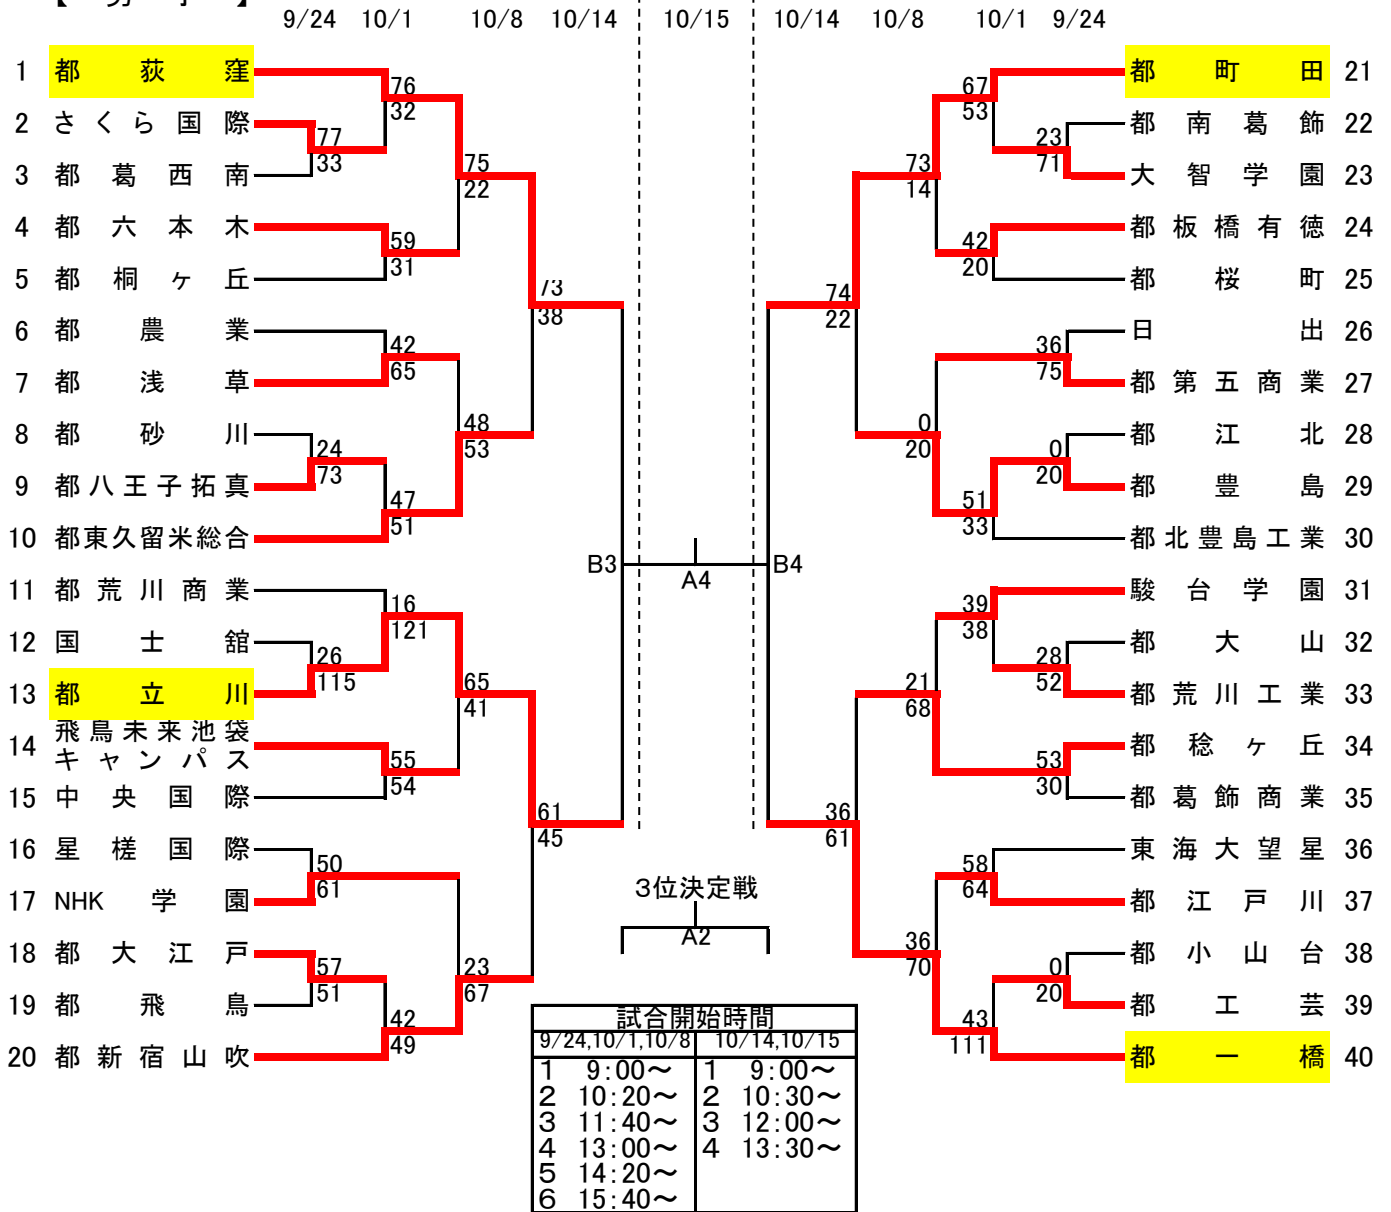 【 男 子 】
9/24 10/1 10/8 10/14 10/15 10/14 10/8 10/1 9/24
1 都荻窪
2 さくら国際
3 都葛西南
4 都六本木
5 都桐ヶ丘
6 都農業
7 都浅草
8 都砂川
9 都八王子拓真
10 都東久留米総合
11 都荒川商業
12 国士舘
13 都立川
14 飛鳥未来池袋
キャンパス
15 中央国際
16 星槎国際
17 NHK学園
18 都大江戸
19 都飛鳥
20 都新宿山吹
76
32
77
33
75
22
59
31
73
38
42
65
48
53
24
73
47
51
16
121
26
115
65
41
55
54
61
45
50
61
23
67
57
51
42
49
B3
A4
B4
3位決定戦
A2
67
53
23
71
73
14
42
20
74
22
36
75
0
20
0
20
51
33
39
38
28
52
21
68
53
30
36
61
58
64
36
70
0
20
43
111
都町田 21
都南葛飾 22
大智学園 23
都板橋有徳 24
都桜町 25
日出 26
都第五商業 27
都江北 28
都豊島 29
都北豊島工業 30
駿台学園 31
都大山 32
都荒川工業 33
都稔ヶ丘 34
都葛飾商業 35
東海大望星 36
都江戸川 37
都小山台 38
都工芸 39
都一橋 40
試合開始時間
9/24,10/1,10/8 10/14,10/15
1 9:00～ 1 9:00～
2 10:20～ 2 10:30～
3 11:40～ 3 12:00～
4 13:00～ 4 13:30～
5 14:20～
6 15:40～